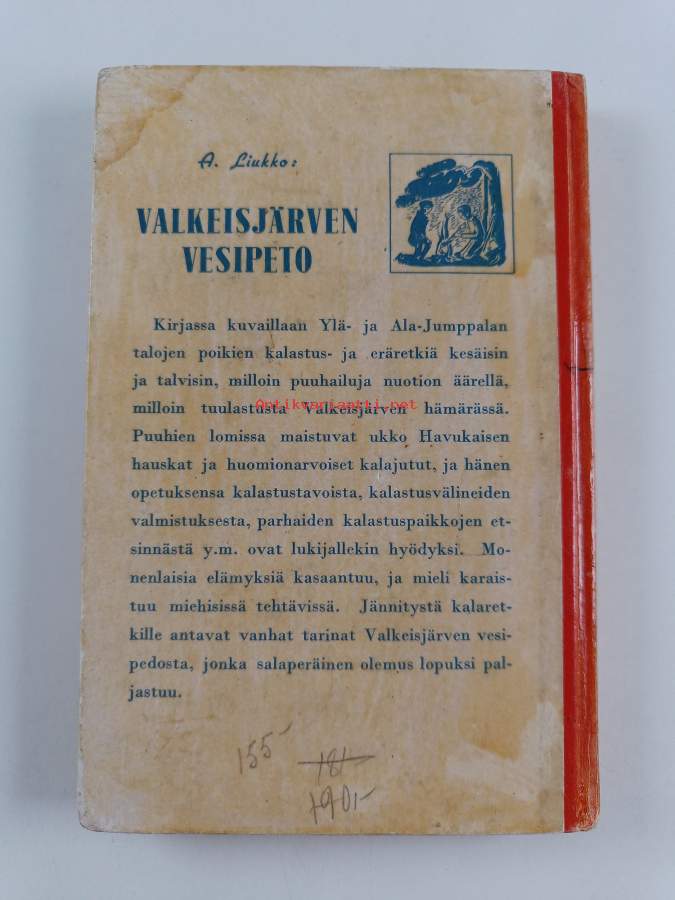 A. Liukko:
VALKEISJÄRVEN
VESIPETO
Kirjassa kuvaillaan Ylä- ja Ala-Jumppalan
talojen poikien kalastus- ja eräretkiä kesäisin
ja talvisin, milloin puuhailuja nuotion äärellä,
milloin tuulastusta Valkeisjärven hämärässä.
Antikvariantti.net
Puuhien lomissa maistuvat ukko Havukaisen
hauskat ja huomionarvoiset kalajutut, ja hänen
opetuksensa kalastustavoista, kalastusvälineiden
valmistuksesta, parhaiden kalastuspaikkojen et-
sinnästä y.m. ovat lukijallekin hyödyksi. Mo-
nenlaisia elämyksiä kasaantuu, ja mieli karais-
tuu miehisissä tehtävissä. Jännitystä kalaret-
kille antavat vanhat tarinat Valkeisjärven vesi-
pedosta, jonka salaperäinen olemus lopuksi pal-
jastuu.
155-
181